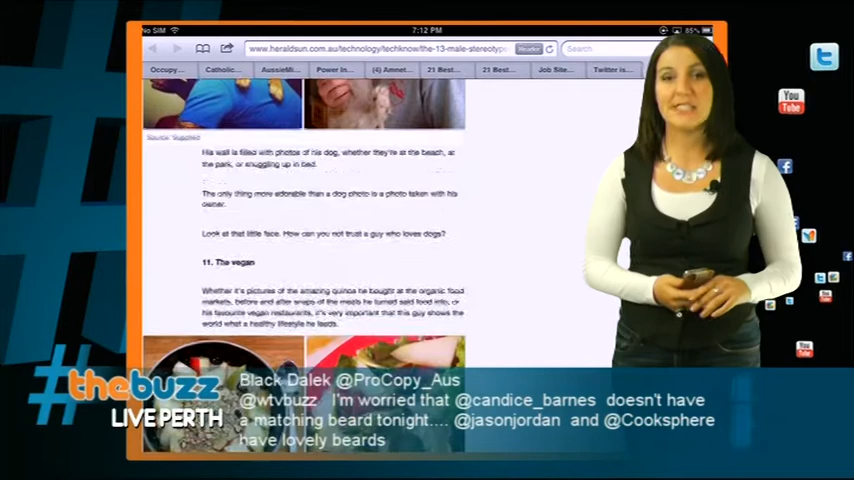 No SIM
7:12 PM
85%
www.heraldsun.com.au/technology/techknow/the-13-male-stereotype
Reader
Search
Occupy...
Catholic...
AussieMi...
Power In...
(4) Amnet...
21 Best...
21 Best...
Job Site...
Twitter is...
Source: Supplied
His wall is filled with photos of his dog, whether they're at the beach, at
the park, or snuggling up in bed.
The only thing more adorable than a dog photo is a photo taken with his
owner.
Look at that little face. How can you not trust a guy who loves dogs?
11. The vegan
Whether it's pictures of the amazing quince he bought at the organic food
markets, before and after snaps of the meals he turned said food into, or
his favourite vegan restaurants, it's very important that this guy shows the
world what a healthy lifestyle he leads.
You
Tube
#thebuzz
LIVE PERTH
Black Dalek @ProCopy_Aus
@wtvbuzz I'm worried that @candice_barnes doesn't have
a matching beard tonight.... @jasonjordan and @Cooksphere
have lovely beards